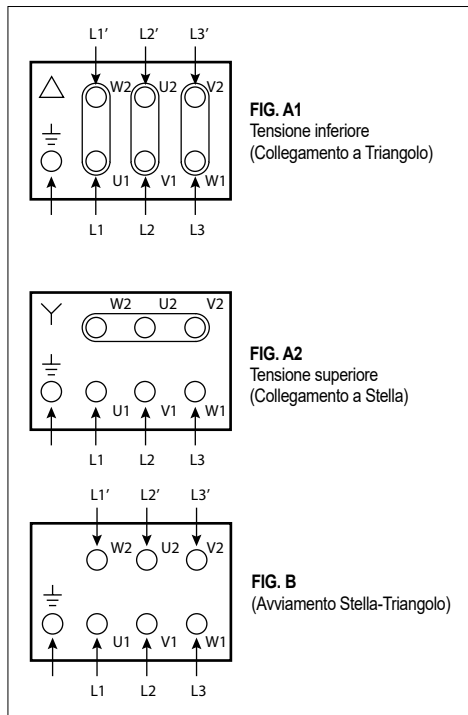 L1’ L2’ L3’
W2 U2 V2
U1 V1 W1
L1 L2 L3
FIG. A1
Tensione inferiore
(Collegamento a Triangolo)
W2 U2 V2
U1 V1 W1
L1 L2 L3
FIG. A2
Tensione superiore
(Collegamento a Stella)
L1’ L2’ L3’
W2 U2 V2
U1 V1 W1
L1 L2 L3
FIG. B
(Avviamento Stella-Triangolo)